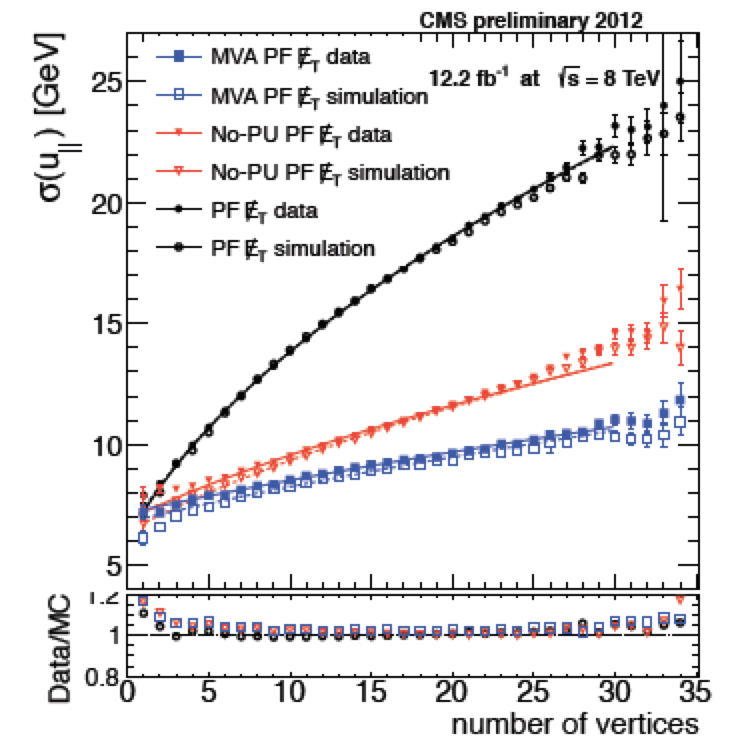 CMS preliminary 2012
σ(u||) [GeV]
MVA PF E̸T data
MVA PF E̸T simulation
No-PU PF E̸T data
No-PU PF E̸T simulation
PF E̸T data
PF E̸T simulation
12.2 fb-1 at √s = 8 TeV
25
20
15
10
5
Data/MC
1.2
1
0.8
0 5 10 15 20 25 30 35
number of vertices